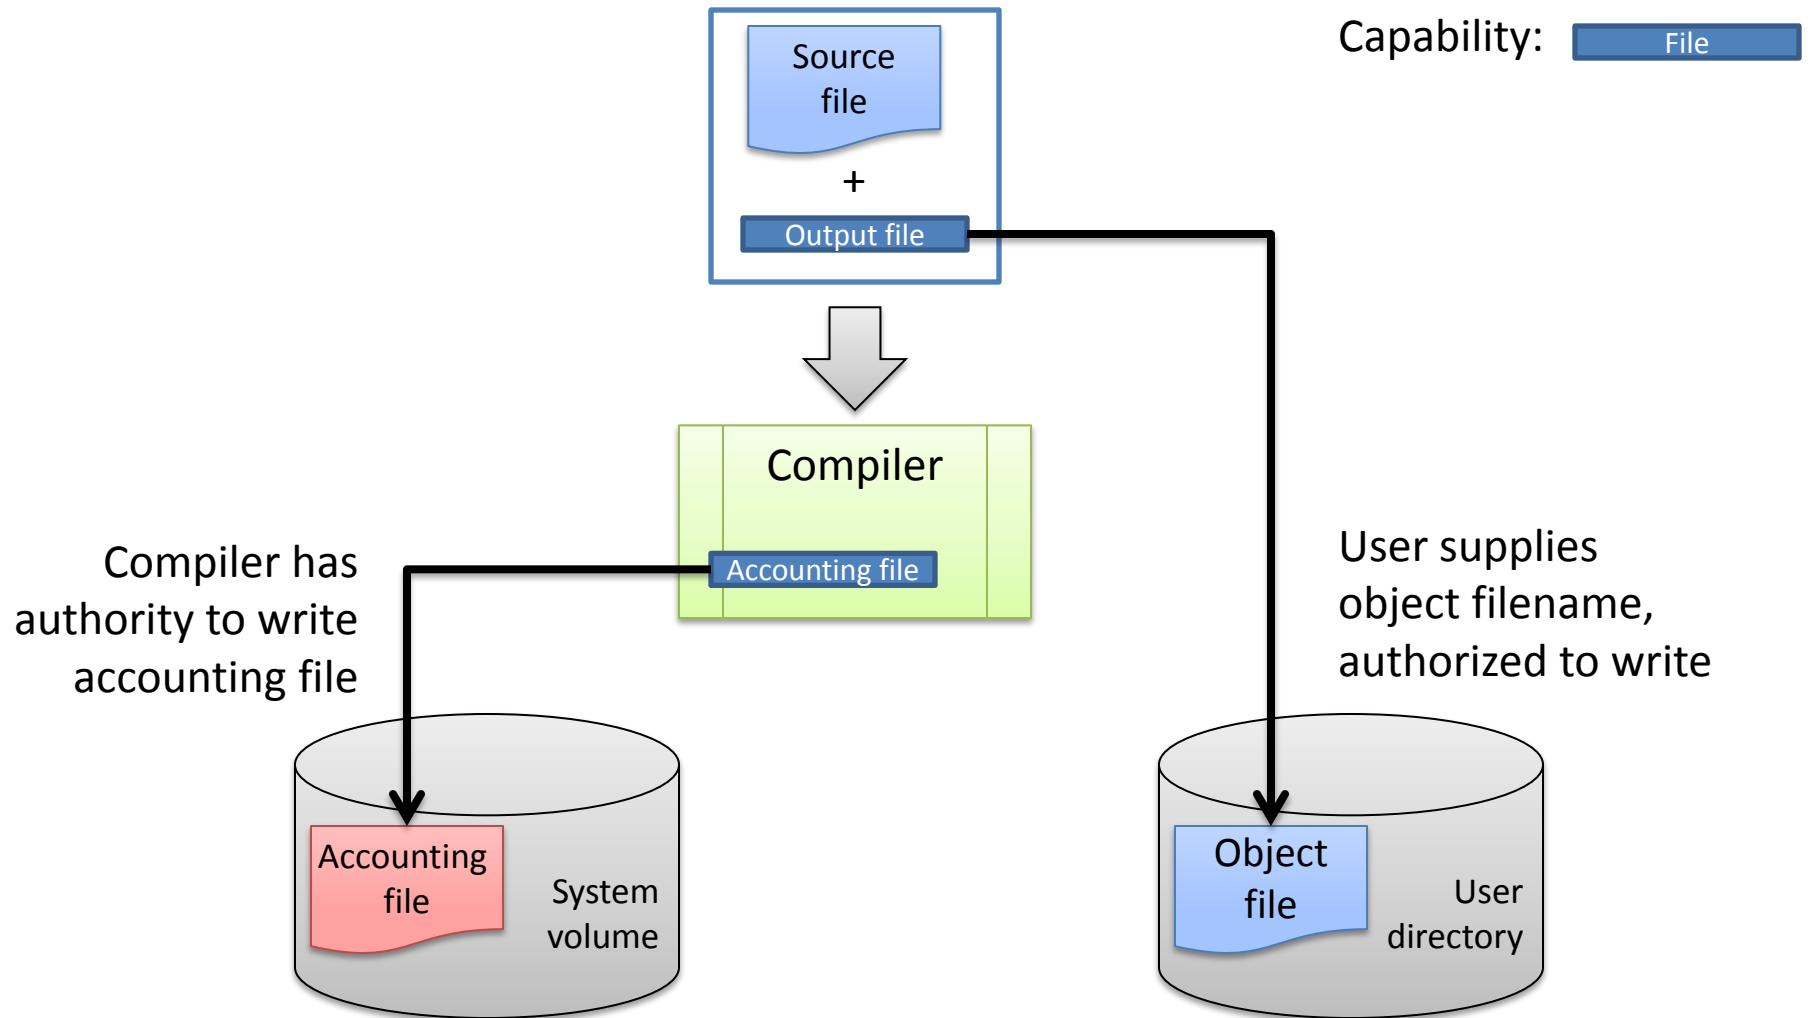 Capability:
File
Source
file
+
Output file
Compiler
Accounting file
Compiler has
authority to write
accounting file
User supplies
object filename,
authorized to write
Accounting
file
System
volume
Object
file
User
directory